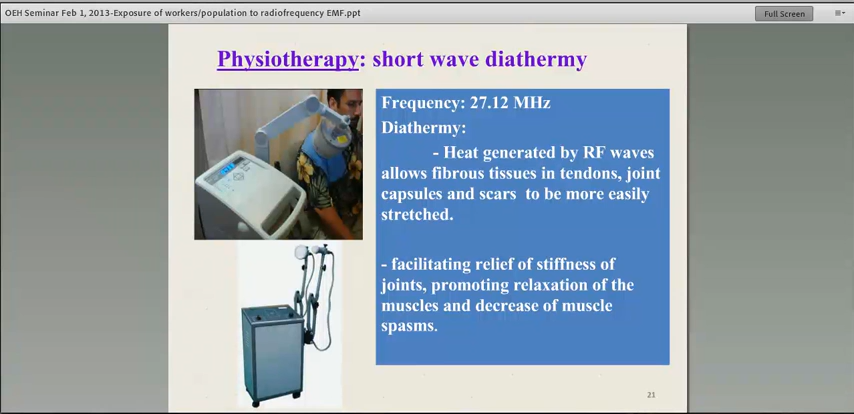 OEH Seminar Feb 1, 2013-Exposure of workers/population to radiofrequency EMF.ppt
Full Screen
Physiotherapy: short wave diathermy
Frequency: 27.12 MHz
Diathermy:
- Heat generated by RF waves
allows fibrous tissues in tendons, joint
capsules and scars to be more easily
stretched.
- facilitating relief of stiffness of
joints, promoting relaxation of the
muscles and decrease of muscle
spasms.
21